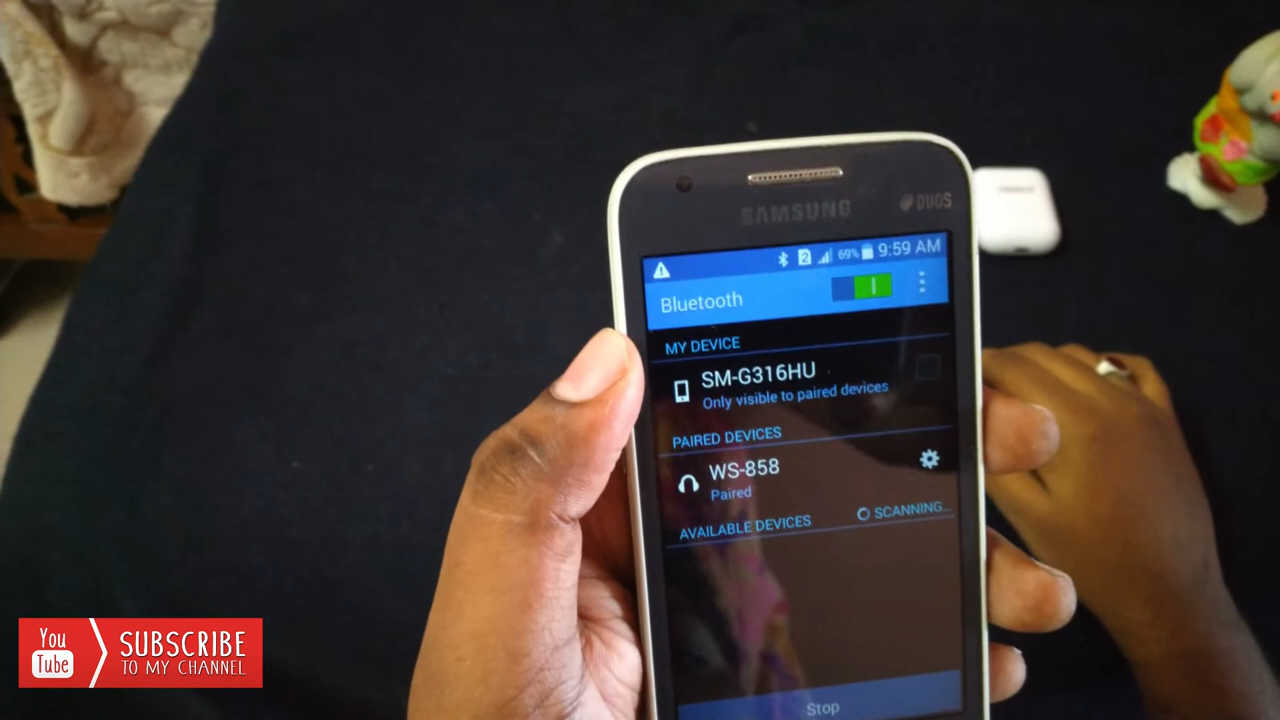 SAMSUNG
DUOS
2 69% 9:59 AM
Bluetooth
MY DEVICE
SM-G316HU
Only visible to paired devices
PAIRED DEVICES
WS-858
Paired
AVAILABLE DEVICES
SCANNING...
Stop
You
Tube
SUBSCRIBE
TO MY CHANNEL